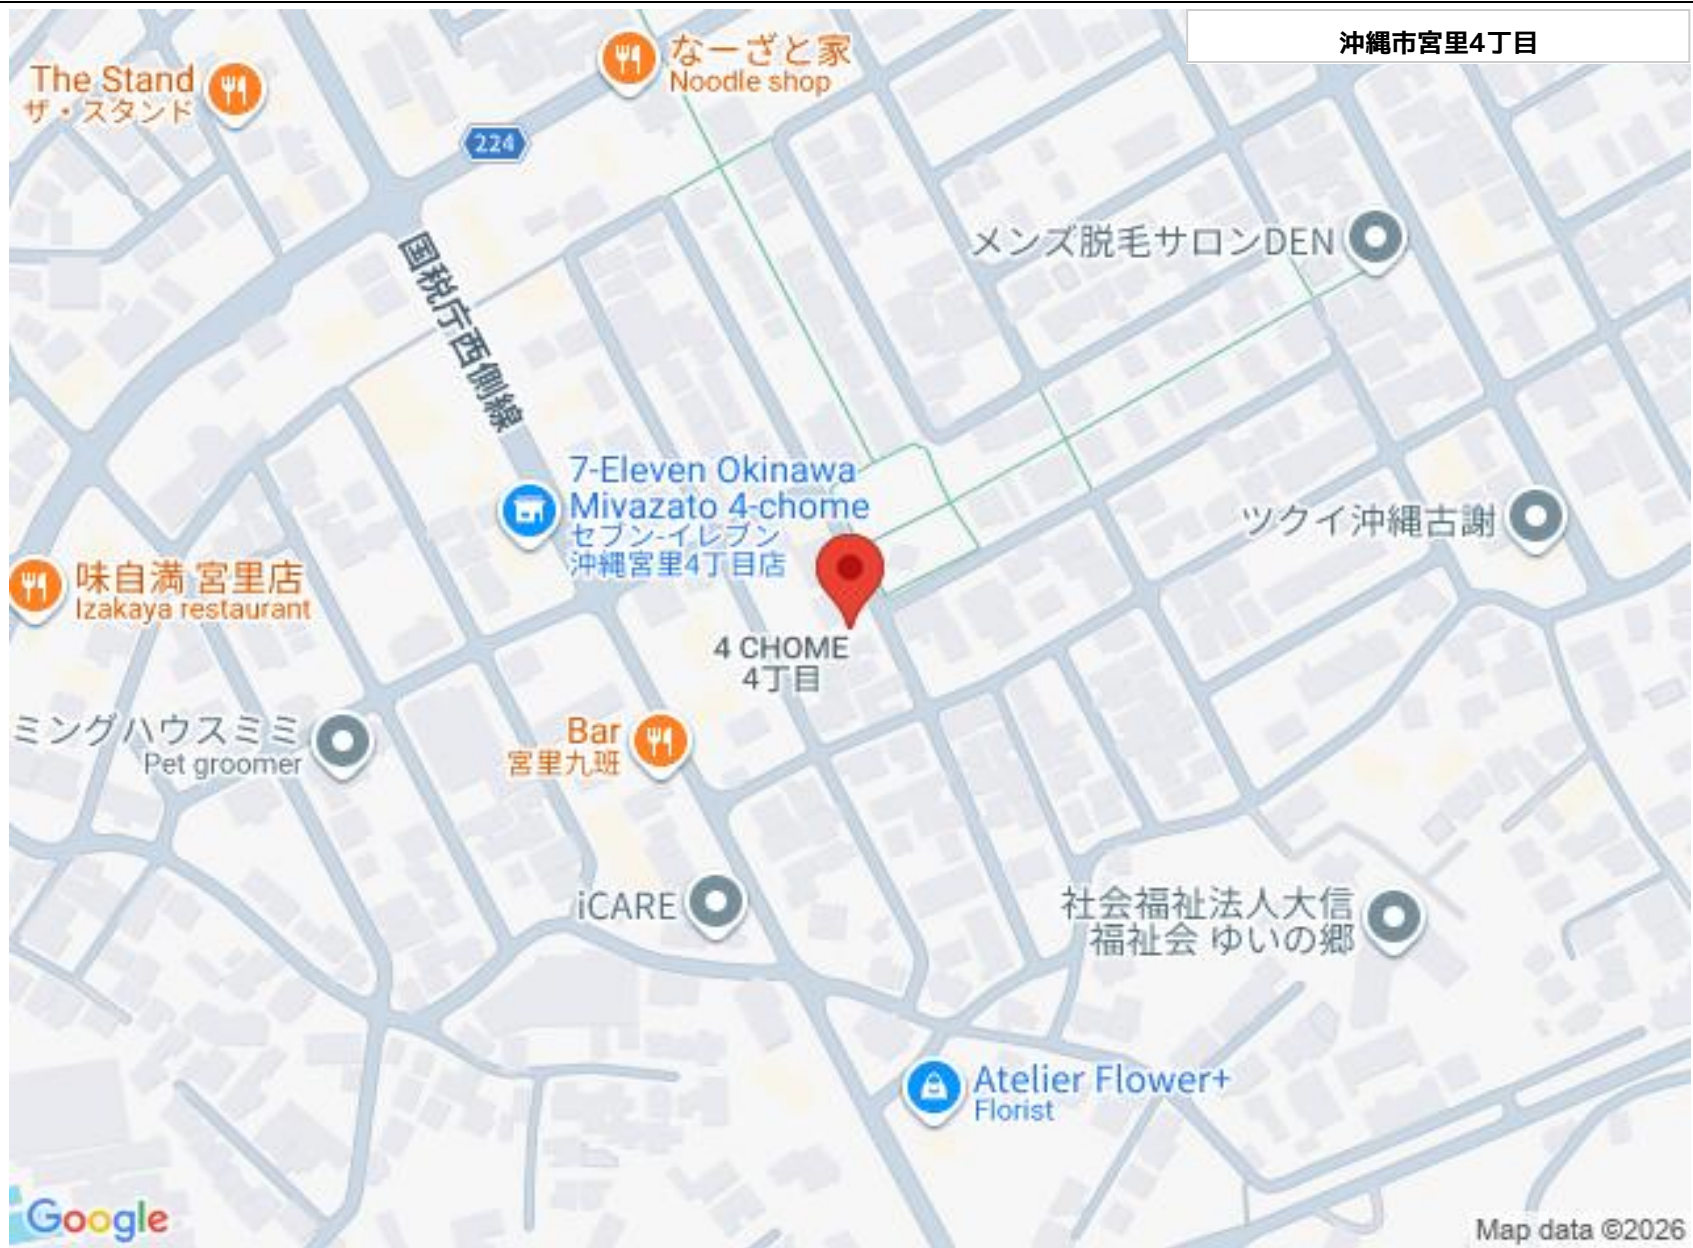 沖縄市宮里4丁目
The Stand
ザ・スタンド
なーざと家
Noodle shop
224
メンズ脱毛サロンDEN
国税庁西側線
7-Eleven Okinawa
Miyazato 4-chome
セブン-イレブン
沖縄宮里4丁目店
ツクイ沖縄古謝
味自満 宮里店
Izakaya restaurant
4 CHOME
4丁目
ミングハウスミミ
Pet groomer
Bar
宮里九班
iCARE
社会福祉法人大信
福祉会 ゆいの郷
Atelier Flower+
Florist
Google
Map data ©2026